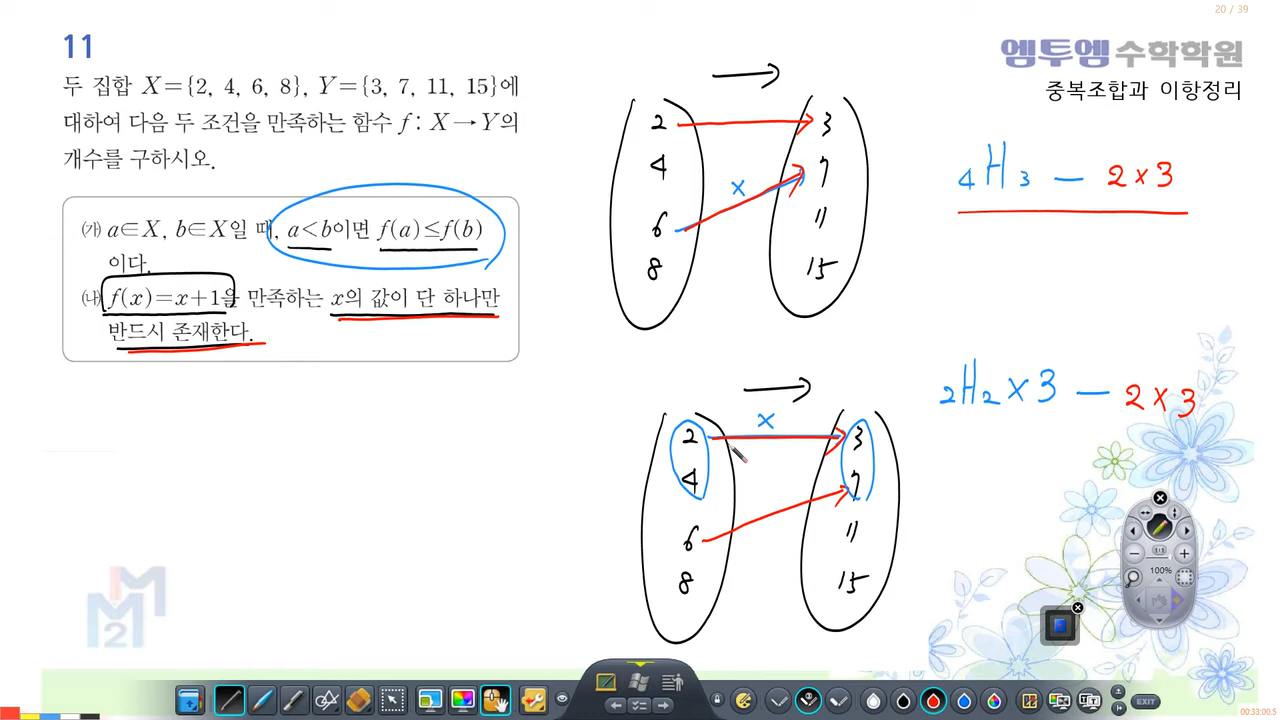 20 / 39
11
엠투엠수학학원
중복조합과 이항정리
두 집합 X={2, 4, 6, 8}, Y={3, 7, 11, 15}에
대하여 다음 두 조건을 만족하는 함수 f : X → Y의
개수를 구하시오.
㈎ a∈X, b∈X일 때, a<b이면 f(a)≤f(b)
이다.
㈏ f(x)=x+1을 만족하는 x의 값이 단 하나만
반드시 존재한다.
2
4
6
8
3
7
11
15
x
₄H₃ − 2×3
2
4
6
8
3
7
11
15
x
₂H₂×3 − 2×3
M
M
2
100%
1:1
EXIT
00:33:00.5